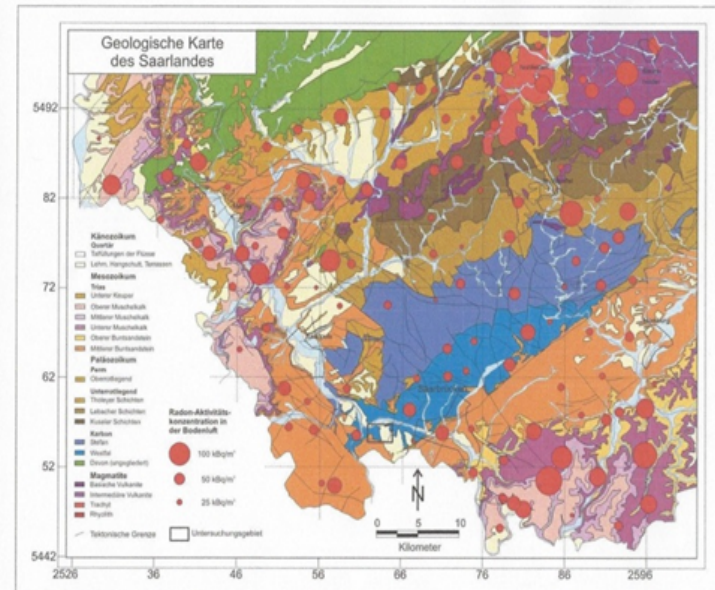 Geologische Karte
des Saarlandes
5492
82
72
62
52
5442
2526
36
46
56
66
76
86
2596
Känozoikum
Quartär
Talfüllungen der Flüsse
Lehm, Hangschutt, Terrassen
Mesozoikum
Trias
Unterer Keuper
Oberer Muschelkalk
Mittlerer Muschelkalk
Unterer Muschelkalk
Oberer Buntsandstein
Mittlerer Buntsandstein
Paläozoikum
Perm
Oberrotliegend
Unterrotliegend
Tholeyer Schichten
Lebacher Schichten
Kuseler Schichten
Karbon
Stefan
Westfal
Devon (ungegliedert)
Magmatite
Basische Vulkanite
Intermediäre Vulkanite
Trachyt
Rhyolith
Tektonische Grenze
Untersuchungsgebiet
Radon-Aktivitäts-
konzentration in
der Bodenluft
100 kBq/m³
50 kBq/m³
25 kBq/m³
N
0 5 10
Kilometer